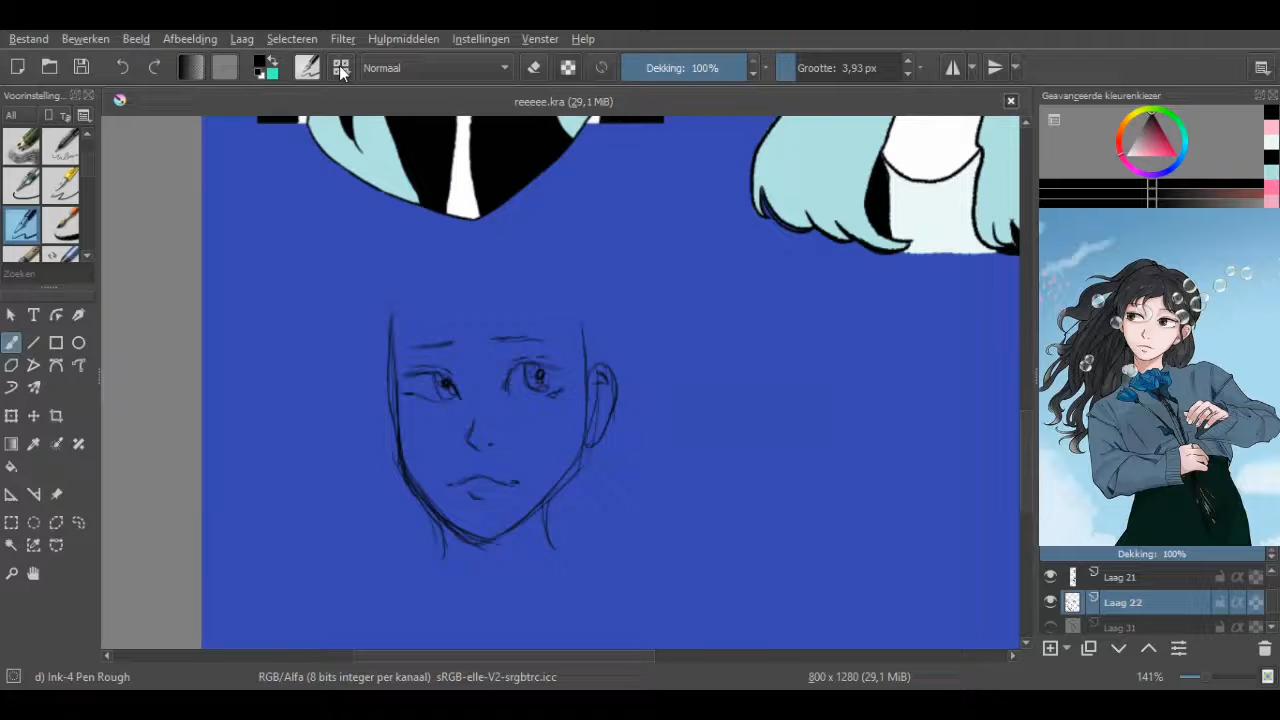 Bestand Bewerken Beeld Afbeelding Laag Selecteren Filter Hulpmiddelen Instellingen Venster Help
Normaal Dekking: 100% Grootte: 3,93 px
Voorinstelling...
reeeee.kra (29,1 MiB)
Geavanceerde kleurenkiezer
All
Zoeken
Dekking: 100%
Laag 21
Laag 22
Laag 31
d) Ink-4 Pen Rough RGB/Alfa (8 bits integer per kanaal) sRGB-elle-V2-srgbtrc.icc 800 x 1280 (29,1 MiB) 141%